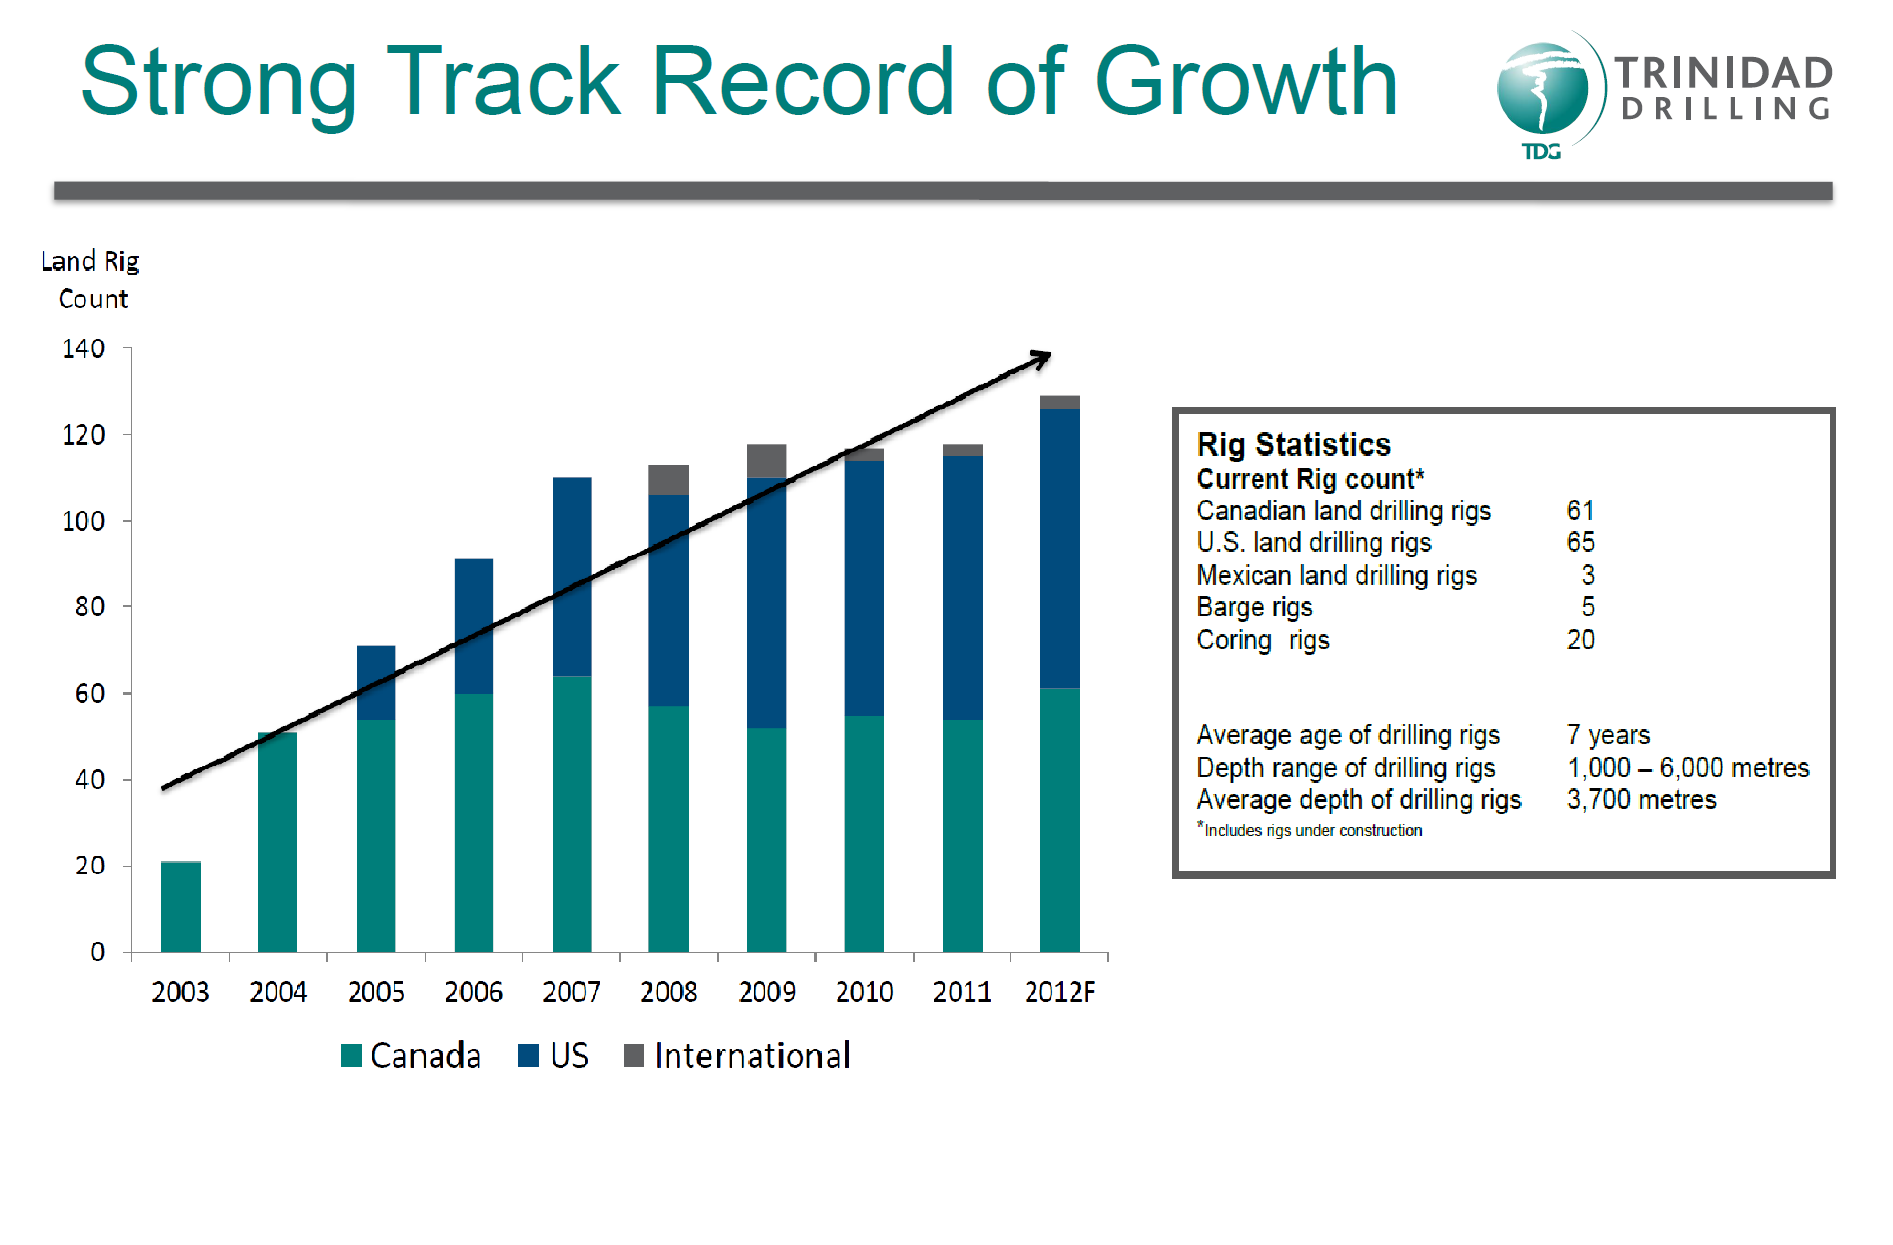 Strong Track Record of Growth
TRINIDAD
DRILLING
TDG
Land Rig
Count
140
120
100
80
60
40
20
0
2003 2004 2005 2006 2007 2008 2009 2010 2011 2012F
Canada US International
Rig Statistics
Current Rig count*
Canadian land drilling rigs 61
U.S. land drilling rigs 65
Mexican land drilling rigs 3
Barge rigs 5
Coring rigs 20
Average age of drilling rigs 7 years
Depth range of drilling rigs 1,000 – 6,000 metres
Average depth of drilling rigs 3,700 metres
*Includes rigs under construction